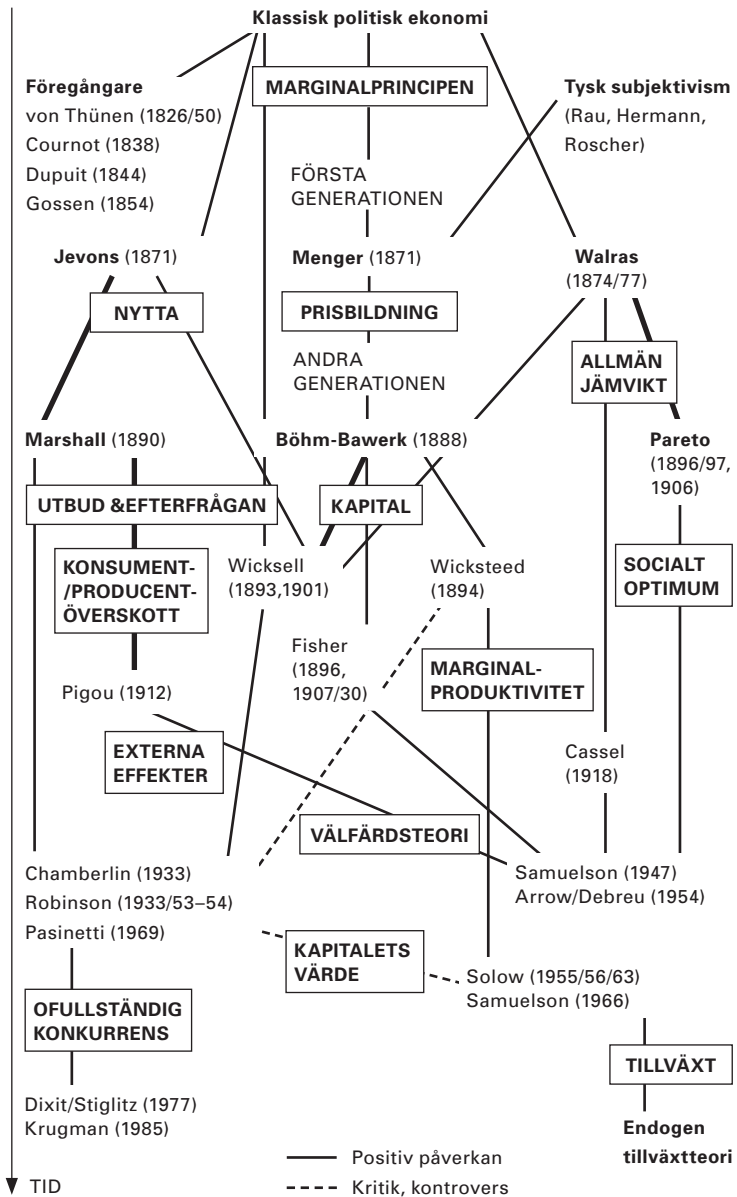 Klassisk politisk ekonomi
Föregångare
von Thünen (1826/50)
Cournot (1838)
Dupuit (1844)
Gossen (1854)
MARGINALPRINCIPEN
Tysk subjektivism
(Rau, Hermann,
Roscher)
FÖRSTA
GENERATIONEN
Jevons (1871)
Menger (1871)
Walras
(1874/77)
NYTTA
PRISBILDNING
ANDRA
GENERATIONEN
ALLMÄN
JÄMVIKT
Marshall (1890)
Böhm-Bawerk (1888)
Pareto
(1896/97,
1906)
UTBUD &EFTERFRÅGAN
KAPITAL
KONSUMENT-
/PRODUCENT-
ÖVERSKOTT
Wicksell
(1893,1901)
Wicksteed
(1894)
SOCIALT
OPTIMUM
Fisher
(1896,
1907/30)
MARGINAL-
PRODUKTIVITET
Pigou (1912)
EXTERNA
EFFEKTER
Cassel
(1918)
VÄLFÄRDSTEORI
Chamberlin (1933)
Robinson (1933/53–54)
Pasinetti (1969)
Samuelson (1947)
Arrow/Debreu (1954)
KAPITALETS
VÄRDE
Solow (1955/56/63)
Samuelson (1966)
OFULLSTÄNDIG
KONKURRENS
TILLVÄXT
Dixit/Stiglitz (1977)
Krugman (1985)
Endogen
tillväxtteori
Positiv påverkan
Kritik, kontrovers
TID